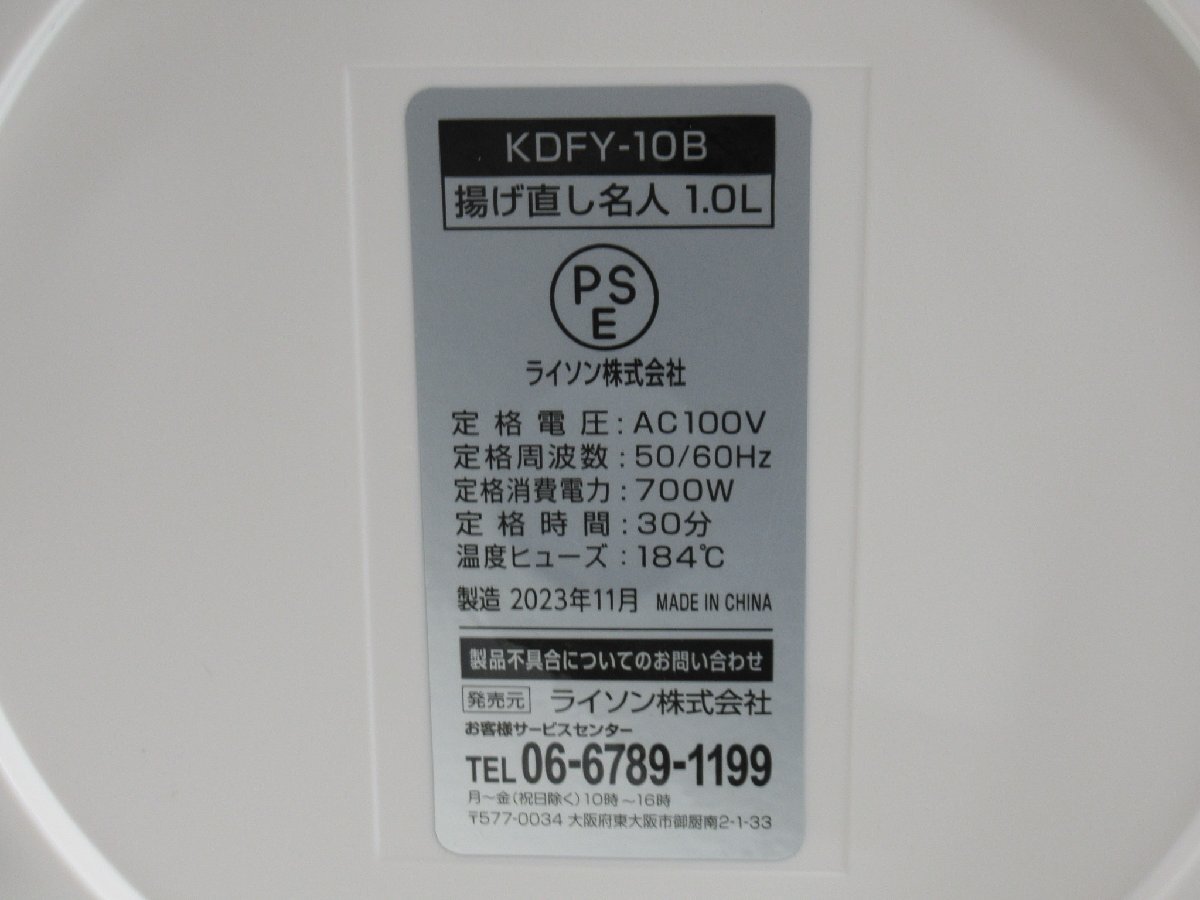 KDFY-10B
揚げ直し名人 1.0L
PS
E
ライソン株式会社
定格電圧:AC100V
定格周波数:50/60Hz
定格消費電力:700W
定格時間:30分
温度ヒューズ:184℃
製造 2023年11月 MADE IN CHINA
製品不具合についてのお問い合わせ
発売元 ライソン株式会社
お客様サービスセンター
TEL 06-6789-1199
月~金(祝日除く)10時~16時
〒577-0034 大阪府東大阪市御厨南2-1-33